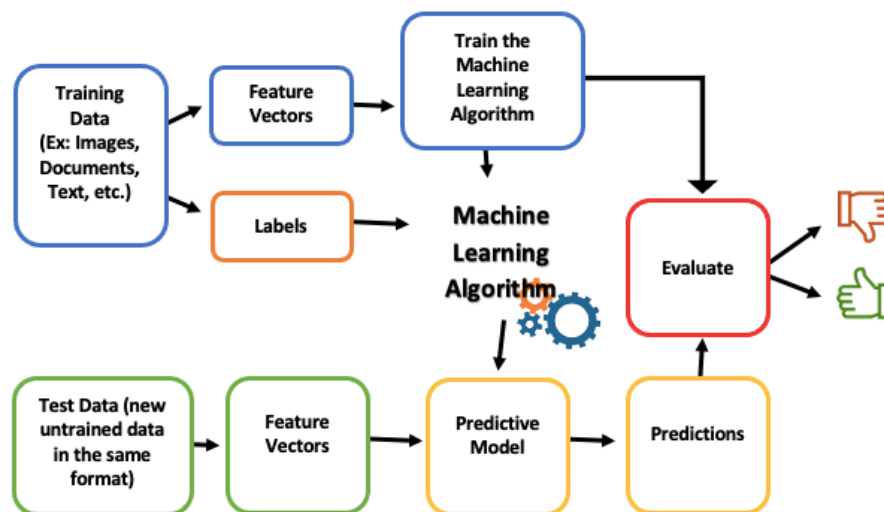 Training
Data
(Ex: Images,
Documents,
Text, etc.)
Feature
Vectors
Train the
Machine
Learning
Algorithm
Labels
Machine
Learning
Algorithm
Evaluate
Test Data (new
untrained data
in the same
format)
Feature
Vectors
Predictive
Model
Predictions